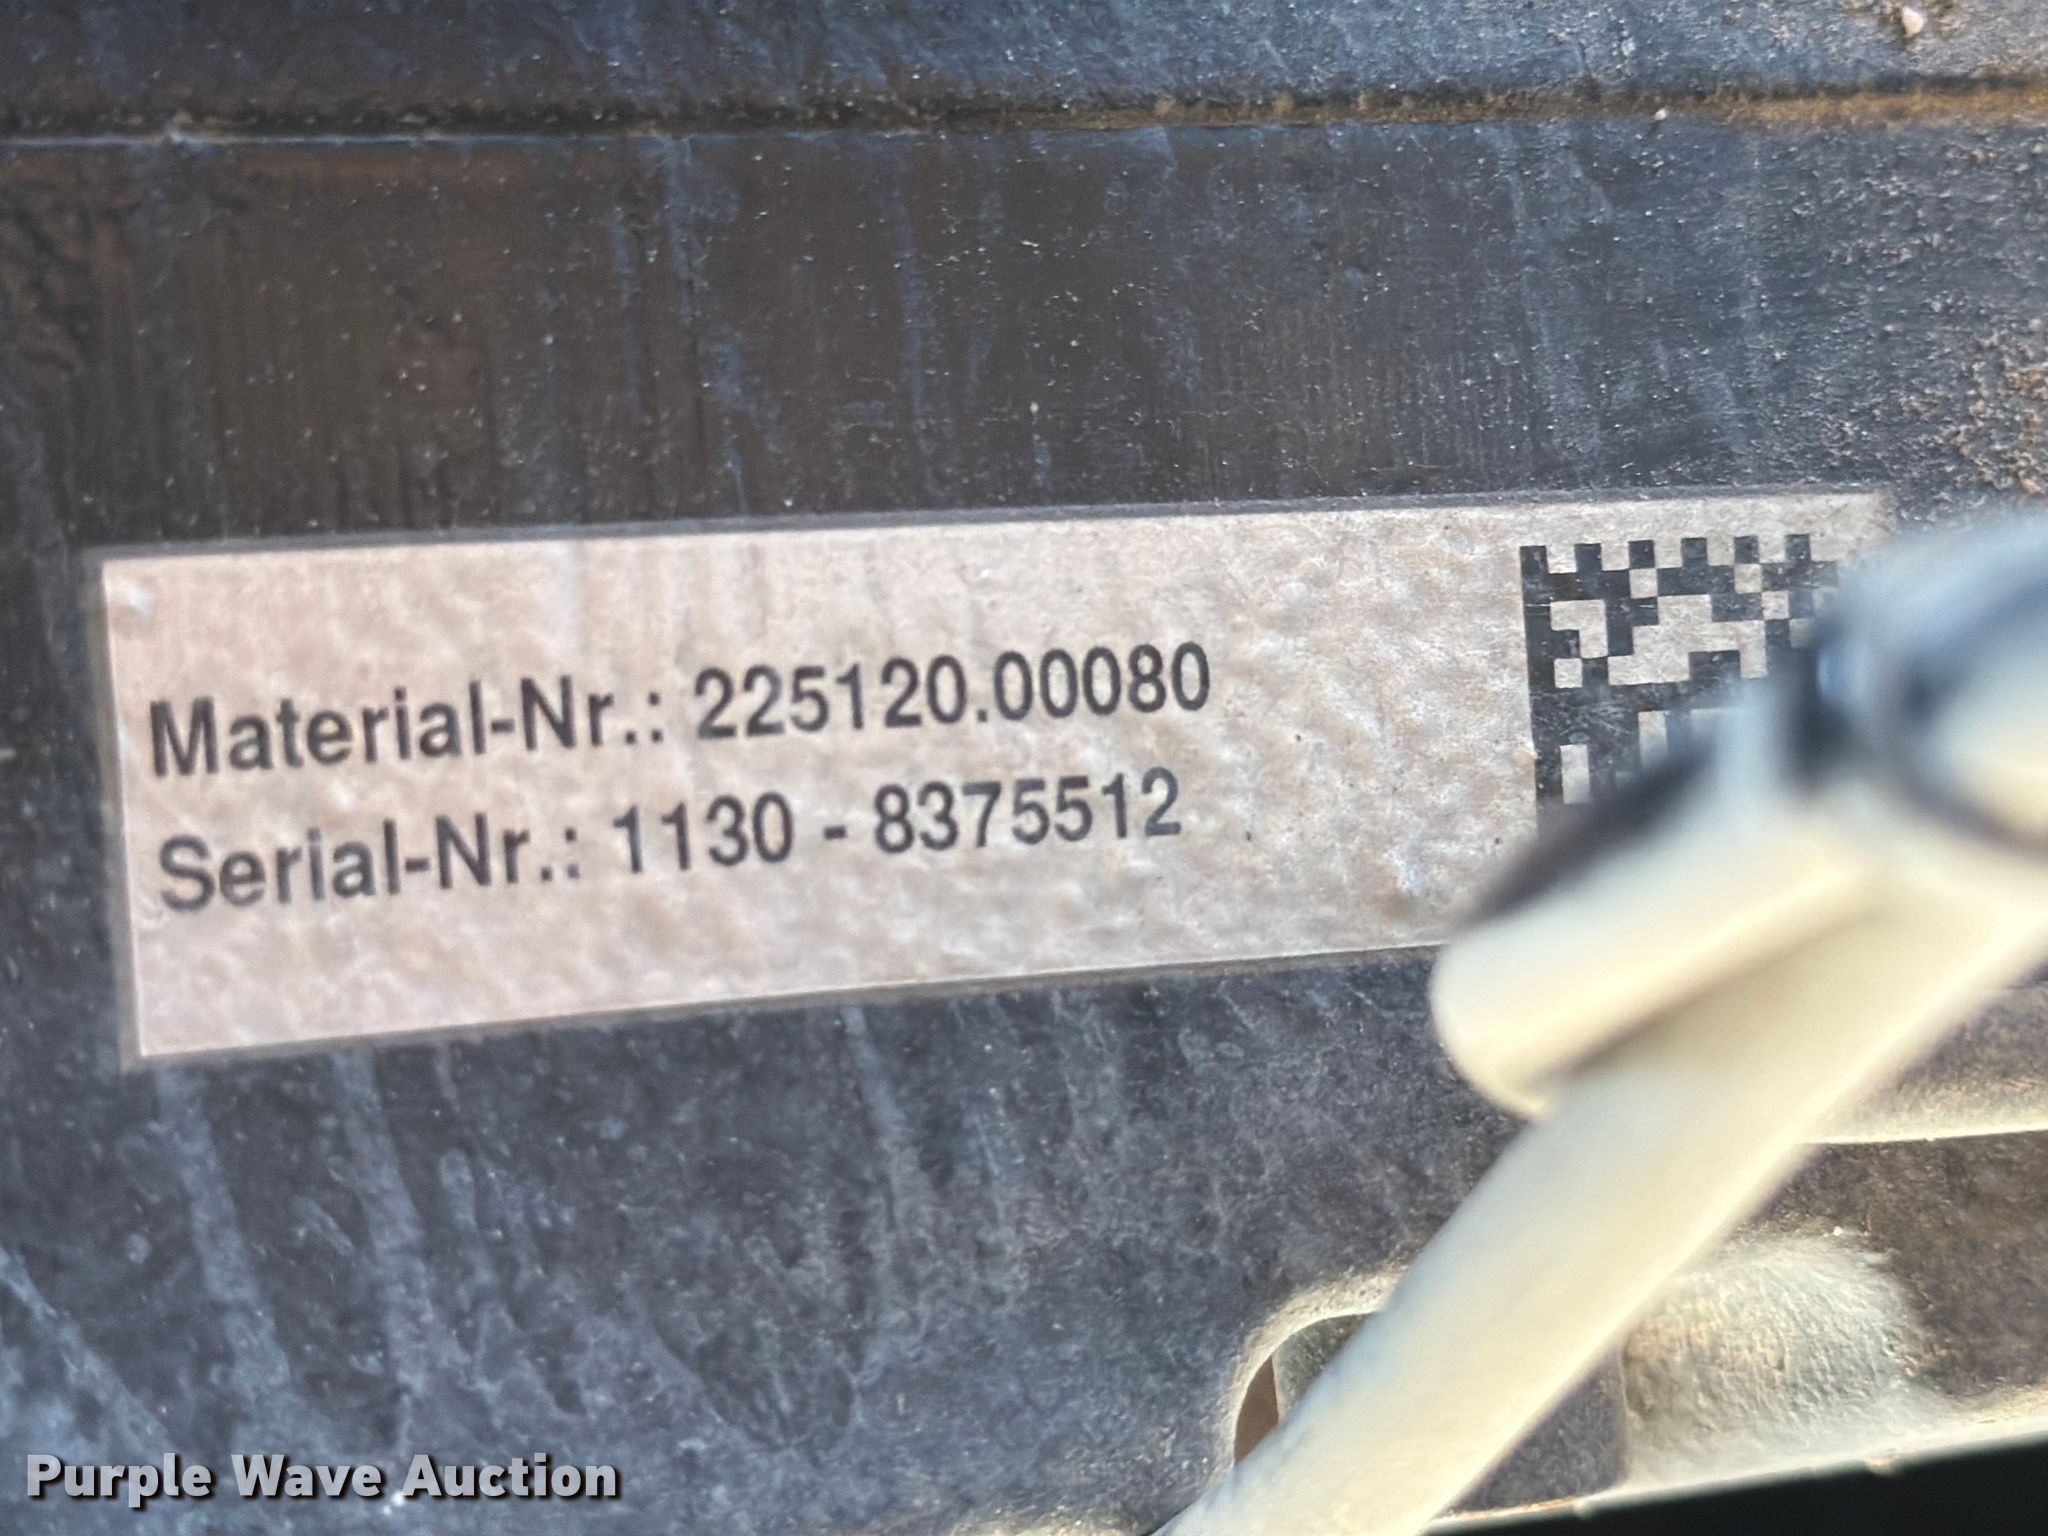 Material-Nr.: 225120.00080
Serial-Nr.: 1130 - 8375512
Purple Wave Auction